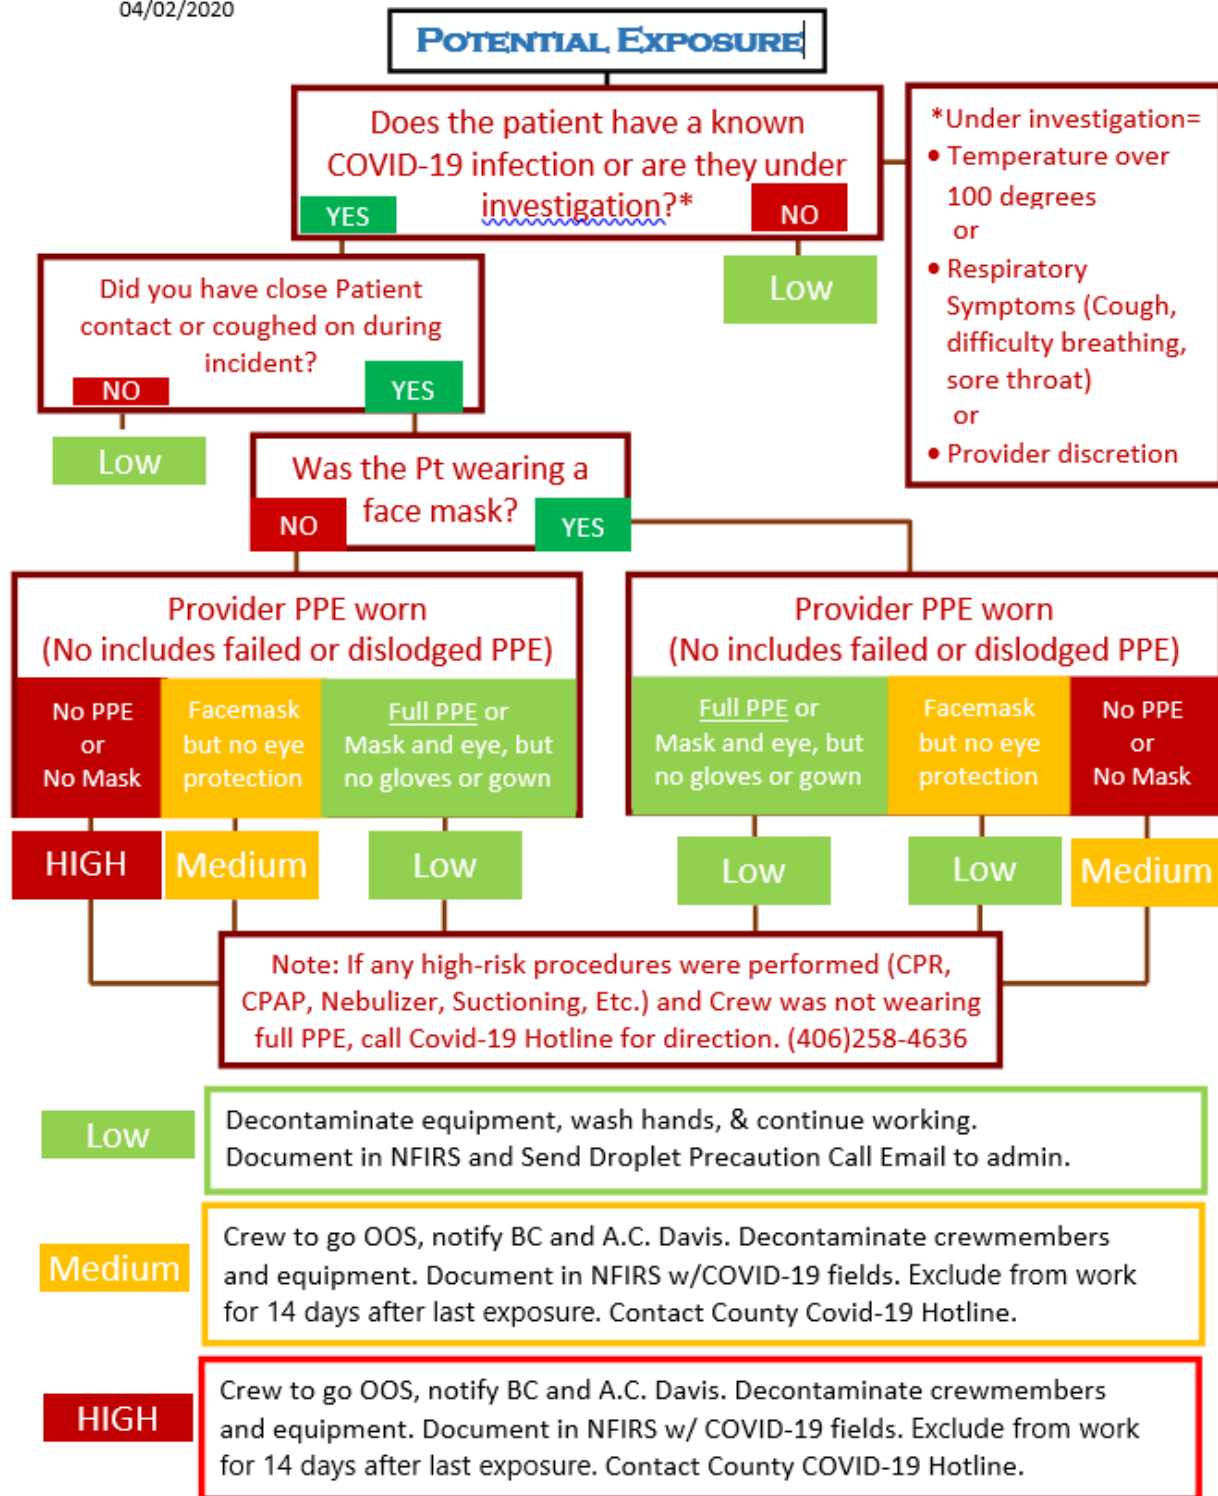 04/02/2020
POTENTIAL EXPOSURE
Does the patient have a known
COVID-19 infection or are they under
investigation?*
YES
NO
Low
*Under investigation=
• Temperature over
100 degrees
or
• Respiratory
Symptoms (Cough,
difficulty breathing,
sore throat)
or
• Provider discretion
Did you have close Patient
contact or coughed on during
incident?
NO
YES
Low
Was the Pt wearing a
face mask?
NO
YES
Provider PPE worn
(No includes failed or dislodged PPE)
No PPE
or
No Mask
Facemask
but no eye
protection
Full PPE or
Mask and eye, but
no gloves or gown
HIGH
Medium
Low
Provider PPE worn
(No includes failed or dislodged PPE)
Full PPE or
Mask and eye, but
no gloves or gown
Facemask
but no eye
protection
No PPE
or
No Mask
Low
Low
Medium
Note: If any high-risk procedures were performed (CPR,
CPAP, Nebulizer, Suctioning, Etc.) and Crew was not wearing
full PPE, call Covid-19 Hotline for direction. (406)258-4636
Low
Decontaminate equipment, wash hands, & continue working.
Document in NFIRS and Send Droplet Precaution Call Email to admin.
Medium
Crew to go OOS, notify BC and A.C. Davis. Decontaminate crewmembers
and equipment. Document in NFIRS w/COVID-19 fields. Exclude from work
for 14 days after last exposure. Contact County Covid-19 Hotline.
HIGH
Crew to go OOS, notify BC and A.C. Davis. Decontaminate crewmembers
and equipment. Document in NFIRS w/ COVID-19 fields. Exclude from work
for 14 days after last exposure. Contact County COVID-19 Hotline.